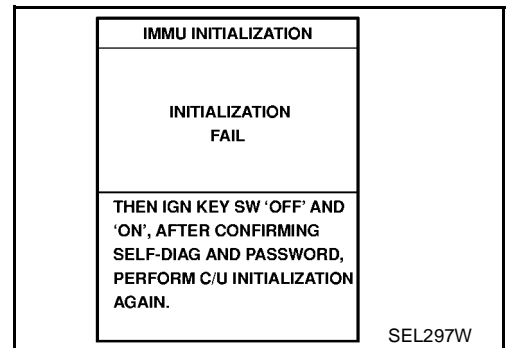 IMMU INITIALIZATION
INITIALIZATION
FAIL
THEN IGN KEY SW ‘OFF’ AND
‘ON’, AFTER CONFIRMING
SELF-DIAG AND PASSWORD,
PERFORM C/U INITIALIZATION
AGAIN.
SEL297W